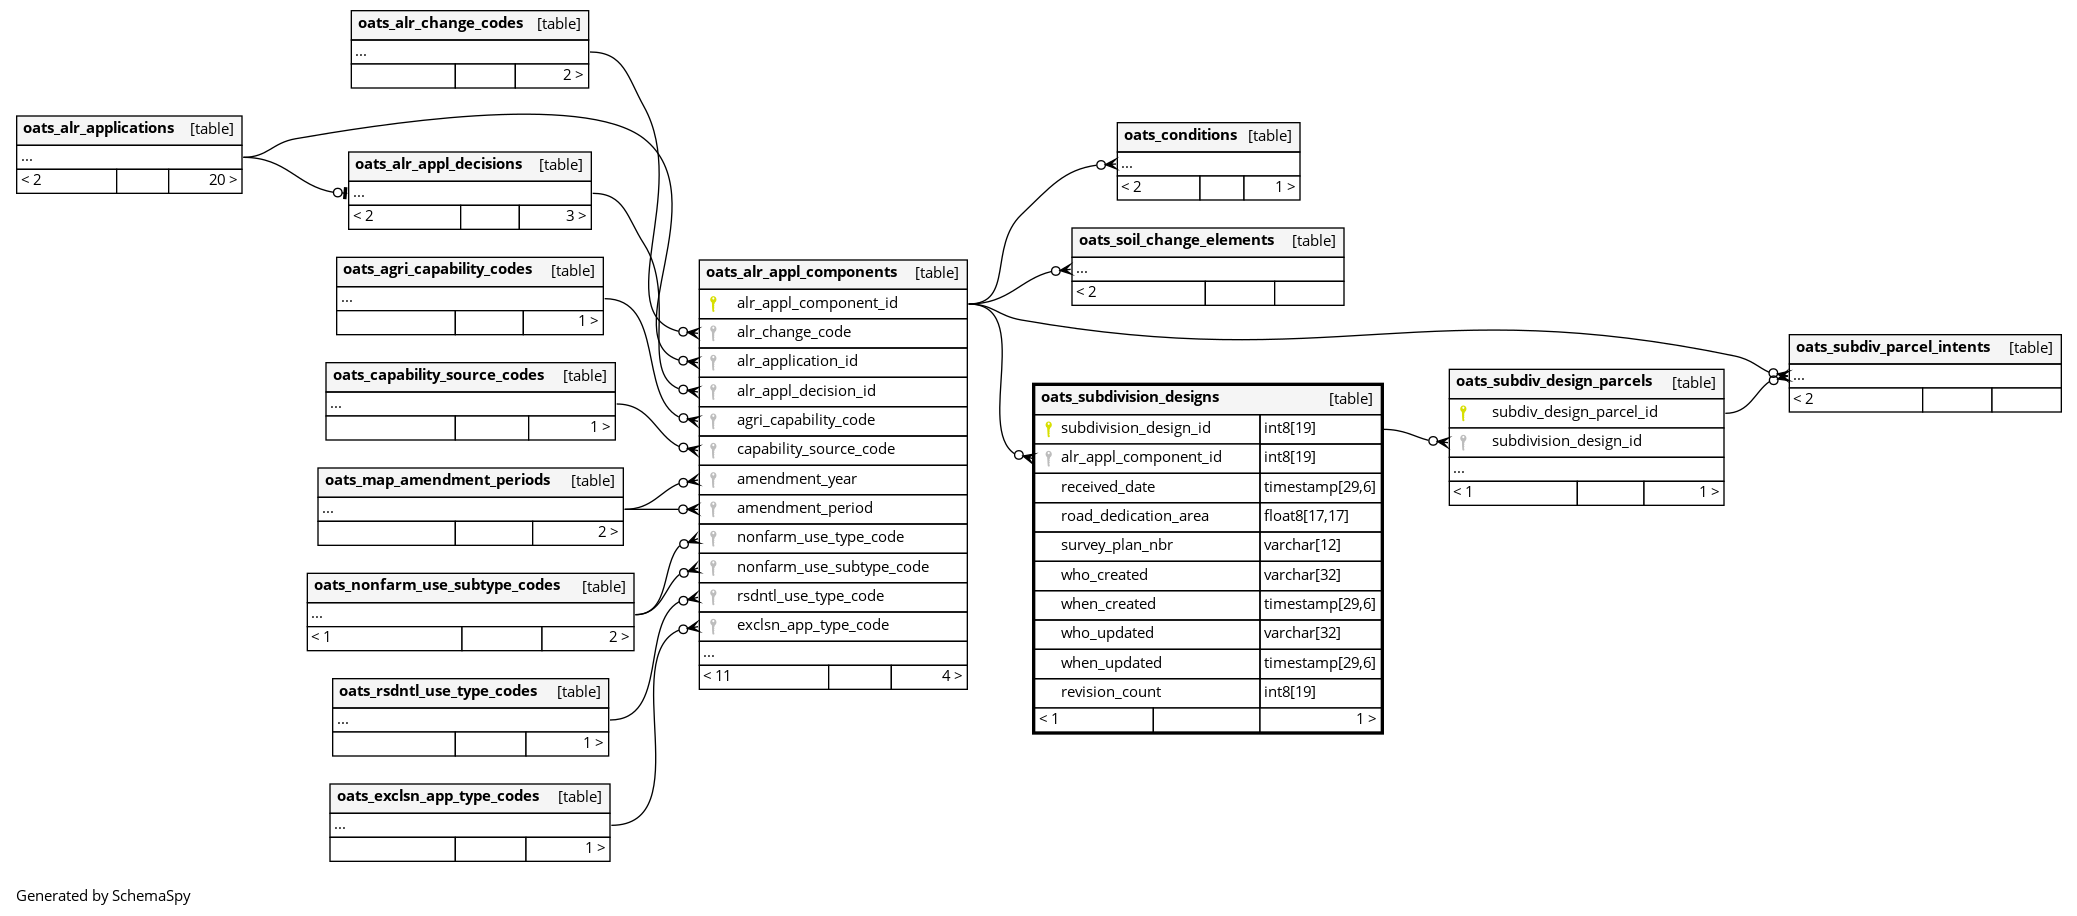 oats_alr_change_codes [table]
...
2 >
oats_alr_applications [table]
...
< 2 20 >
oats_alr_appl_decisions [table]
...
< 2 3 >
oats_agri_capability_codes [table]
...
1 >
oats_capability_source_codes [table]
...
1 >
oats_map_amendment_periods [table]
...
2 >
oats_nonfarm_use_subtype_codes [table]
...
< 1 2 >
oats_rsdntl_use_type_codes [table]
...
1 >
oats_exclsn_app_type_codes [table]
...
1 >
oats_alr_appl_components [table]
alr_appl_component_id
alr_change_code
alr_application_id
alr_appl_decision_id
agri_capability_code
capability_source_code
amendment_year
amendment_period
nonfarm_use_type_code
nonfarm_use_subtype_code
rsdntl_use_type_code
exclsn_app_type_code
...
< 11 4 >
oats_conditions [table]
...
< 2 1 >
oats_soil_change_elements [table]
...
< 2
oats_subdivision_designs [table]
subdivision_design_id int8[19]
alr_appl_component_id int8[19]
received_date timestamp[29,6]
road_dedication_area float8[17,17]
survey_plan_nbr varchar[12]
who_created varchar[32]
when_created timestamp[29,6]
who_updated varchar[32]
when_updated timestamp[29,6]
revision_count int8[19]
< 1 1 >
oats_subdiv_design_parcels [table]
subdiv_design_parcel_id
subdivision_design_id
...
< 1 1 >
oats_subdiv_parcel_intents [table]
...
< 2
Generated by SchemaSpy